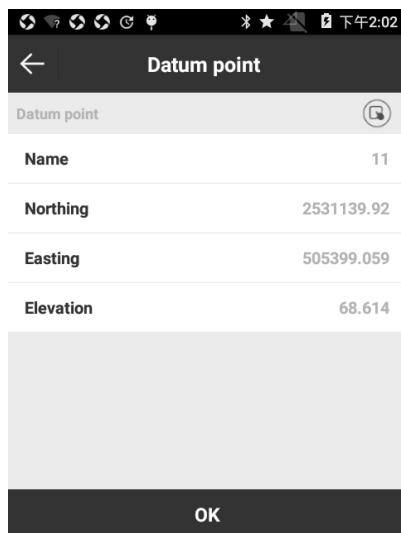 下午2:02
Datum point
Datum point
Name 11
Northing 2531139.92
Easting 505399.059
Elevation 68.614
OK